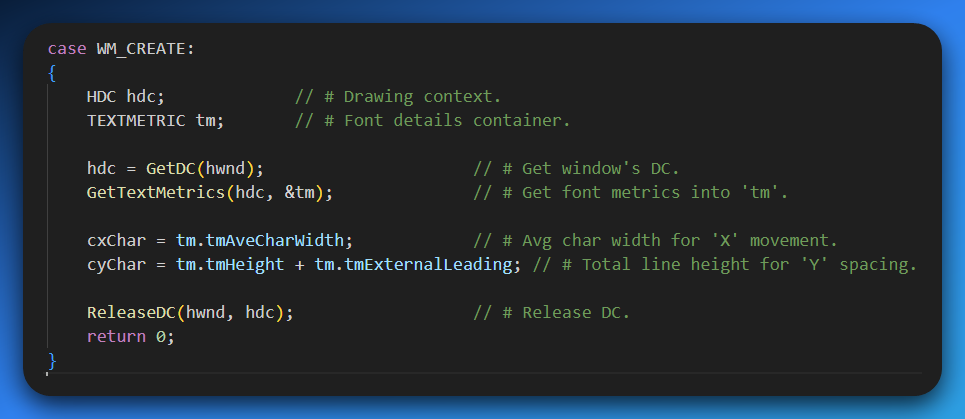 case WM_CREATE:
{
    HDC hdc;             // # Drawing context.
    TEXTMETRIC tm;       // # Font details container.

    hdc = GetDC(hwnd);                     // # Get window's DC.
    GetTextMetrics(hdc, &tm);              // # Get font metrics into 'tm'.

    cxChar = tm.tmAveCharWidth;            // # Avg char width for 'X' movement.
    cyChar = tm.tmHeight + tm.tmExternalLeading; // # Total line height for 'Y' spacing.

    ReleaseDC(hwnd, hdc);                  // # Release DC.
    return 0;
}